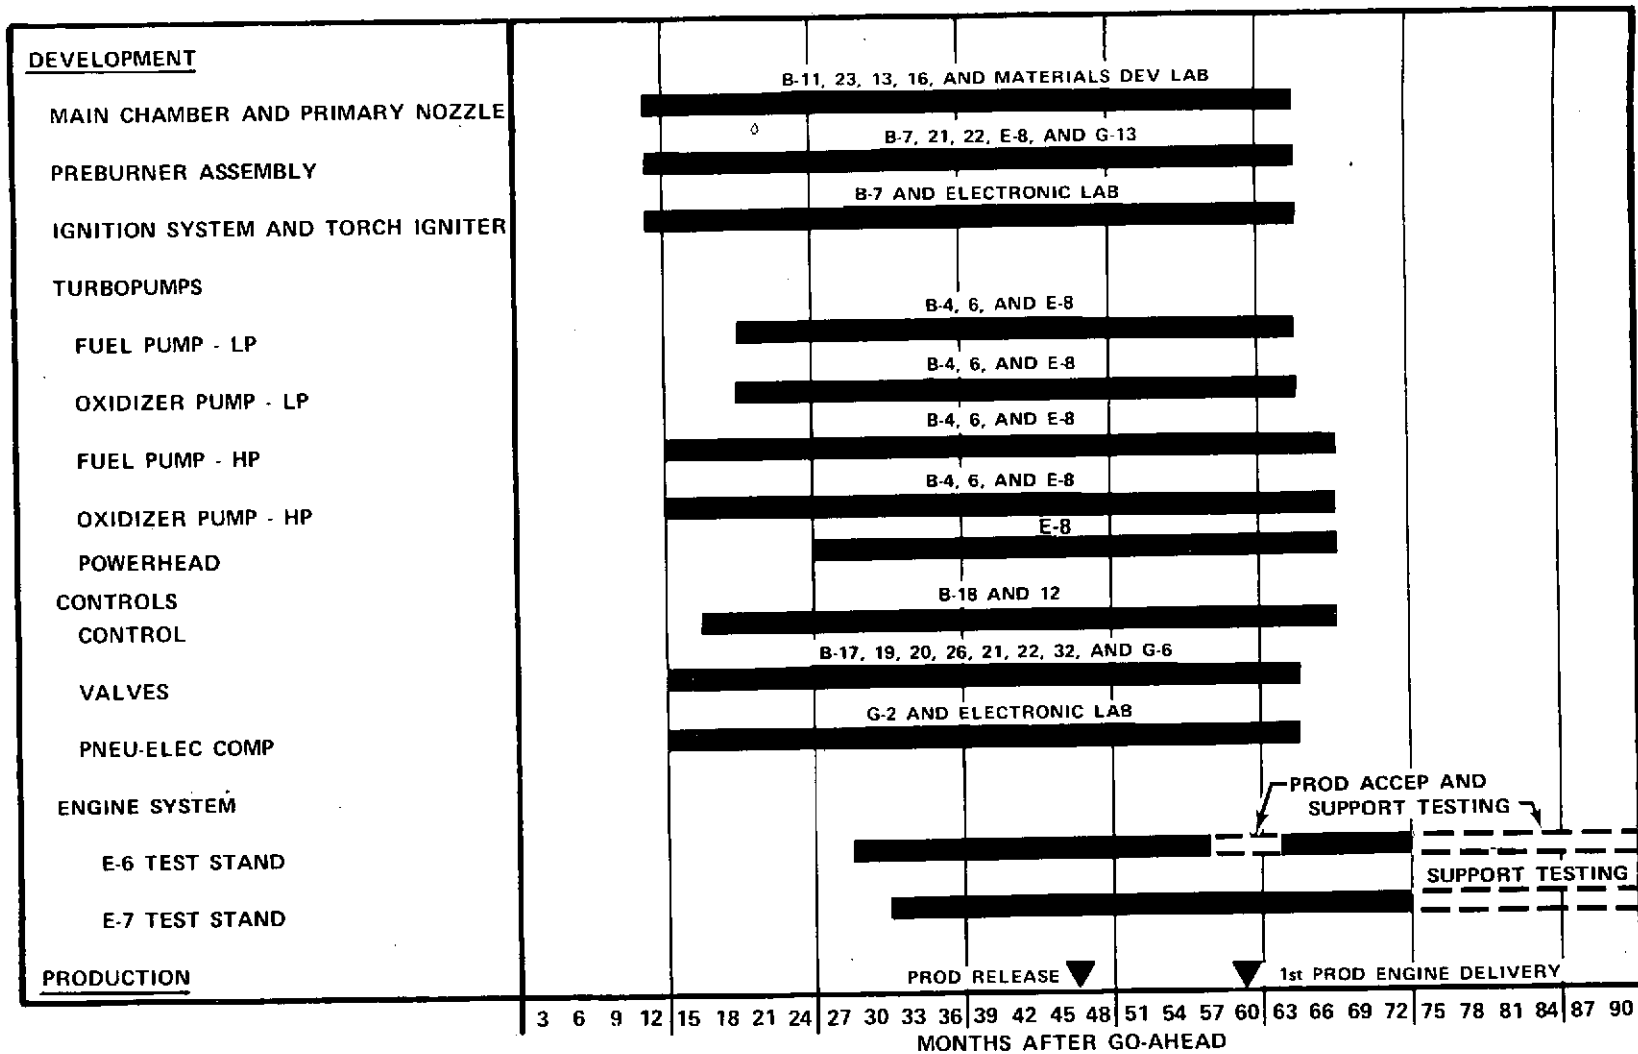 DEVELOPMENT
B-11, 23, 13, 16, AND MATERIALS DEV LAB
MAIN CHAMBER AND PRIMARY NOZZLE
B-7, 21, 22, E-8, AND G-13
PREBURNER ASSEMBLY
B-7 AND ELECTRONIC LAB
IGNITION SYSTEM AND TORCH IGNITER
TURBOPUMPS
B-4, 6, AND E-8
FUEL PUMP - LP
B-4, 6, AND E-8
OXIDIZER PUMP - LP
B-4, 6, AND E-8
FUEL PUMP - HP
B-4, 6, AND E-8
OXIDIZER PUMP - HP
E-8
POWERHEAD
CONTROLS
B-18 AND 12
CONTROL
B-17, 19, 20, 26, 21, 22, 32, AND G-6
VALVES
G-2 AND ELECTRONIC LAB
PNEU-ELEC COMP
PROD ACCEP AND
SUPPORT TESTING
ENGINE SYSTEM
E-6 TEST STAND
SUPPORT TESTING
E-7 TEST STAND
PRODUCTION
PROD RELEASE
1st PROD ENGINE DELIVERY
3 6 9 12 15 18 21 24 27 30 33 36 39 42 45 48 51 54 57 60 63 66 69 72 75 78 81 84 87 90
MONTHS AFTER GO-AHEAD